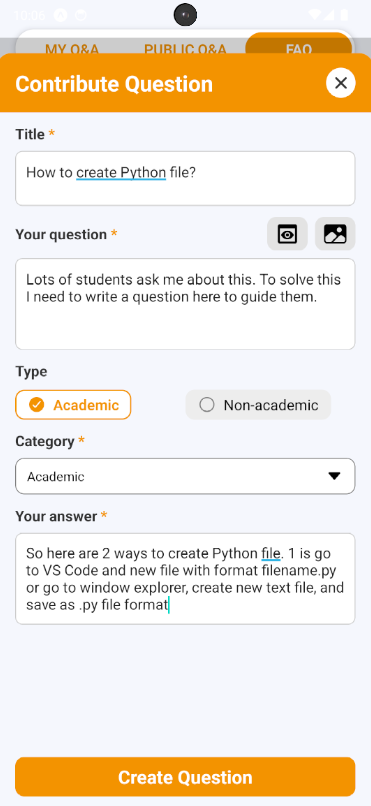 10:08
MY Q&A PUBLIC Q&A FAQ
Contribute Question
Title *
How to create Python file?
Your question *
Lots of students ask me about this. To solve this
I need to write a question here to guide them.
Type
Academic Non-academic
Category *
Academic
Your answer *
So here are 2 ways to create Python file. 1 is go
to VS Code and new file with format filename.py
or go to window explorer, create new text file, and
save as .py file format
Create Question